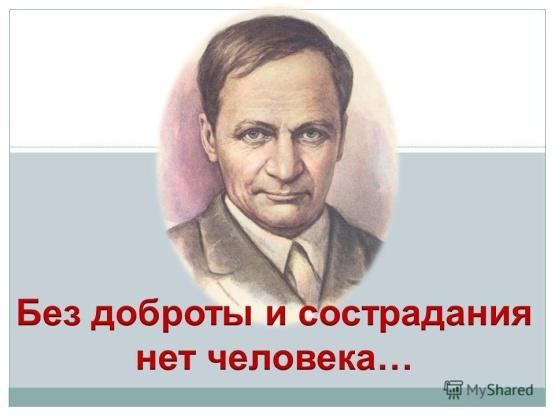 Без доброты и сострадания
нет человека…
MyShared